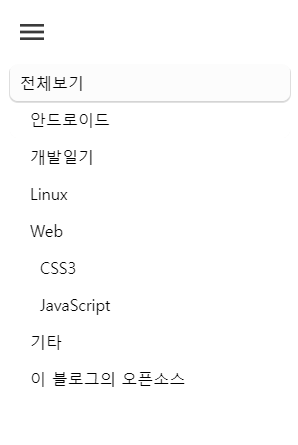 전체보기
안드로이드
개발일기
Linux
Web
CSS3
JavaScript
기타
이 블로그의 오픈소스